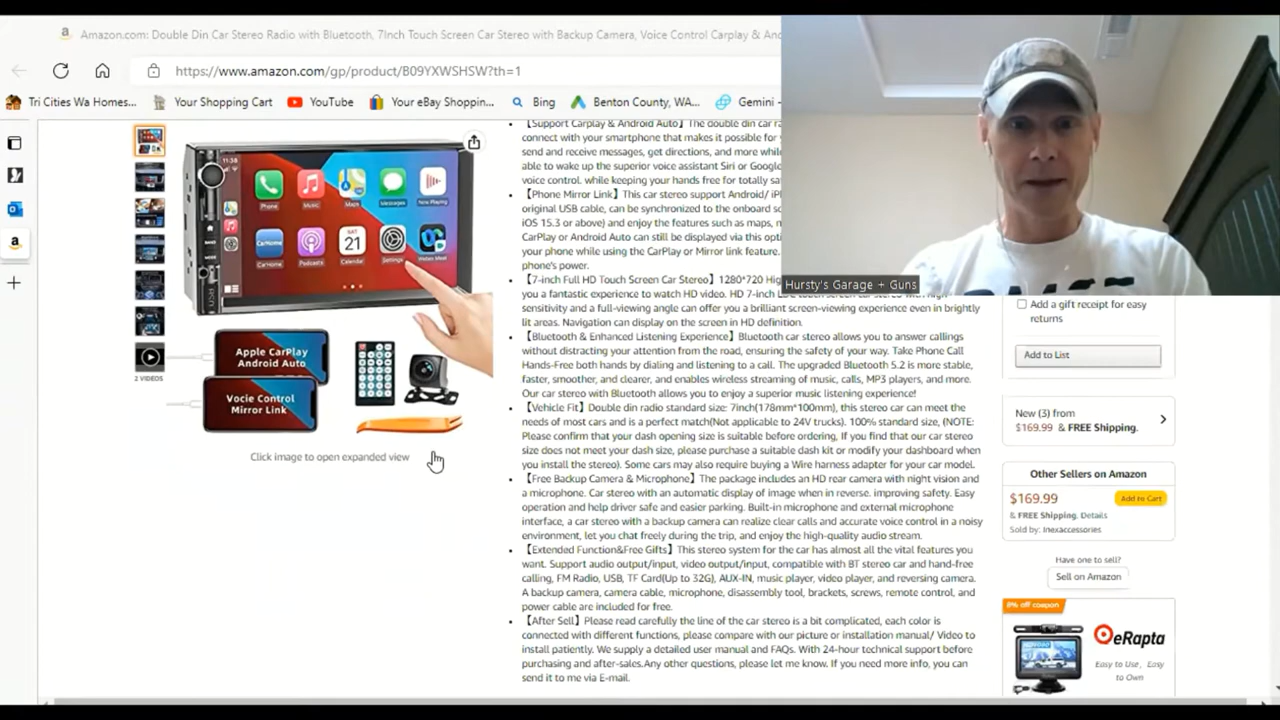 Amazon.com: Double Din Car Stereo Radio with Bluetooth, 7Inch Touch Screen Car Stereo with Backup Camera, Voice Control Carplay & And
https://www.amazon.com/gp/product/B09YXWSHSW?th=1
Tri Cities Wa Homes... Your Shopping Cart YouTube Your eBay Shoppin... Bing Benton County, WA... Gemini -
Hursty's Garage + Guns
11:38
Phone Music Maps Messages Now Playing
SAT
21
CarHome Podcasts Calendar Settings
Apple CarPlay
Android Auto
Vocie Control
Mirror Link
2 VIDEOS
Click image to open expanded view
【Support Carplay & Android Auto】The double din car ra
connect with your smartphone that makes it possible for
send and receive messages, get directions, and more while
able to wake up the superior voice assistant Siri or Google
voice control. while keeping your hands free for totally sa
【Phone Mirror Link】This car stereo support Android/ iP
original USB cable, can be synchronized to the onboard sc
iOS 15.3 or above) and enjoy the features such as maps, m
CarPlay or Android Auto can still be displayed via this opti
your phone while using the CarPlay or Mirror link feature.
phone's power.
【7-inch Full HD Touch Screen Car Stereo】1280*720 Hig
you a fantastic experience to watch HD video. HD 7-inch
sensitivity and a full-viewing angle can offer you a brilliant screen-viewing experience even in brightly
lit areas. Navigation can display on the screen in HD definition.
【Bluetooth & Enhanced Listening Experience】Bluetooth car stereo allows you to answer callings
without distracting your attention from the road, ensuring the safety of your way. Take Phone Call
Hands-Free both hands by dialing and listening to a call. The upgraded Bluetooth 5.2 is more stable,
faster, smoother, and clearer, and enables wireless streaming of music, calls, MP3 players, and more.
Our car stereo with Bluetooth allows you to enjoy a superior music listening experience!
【Vehicle Fit】Double din radio standard size: 7inch(178mm*100mm), this stereo car can meet the
needs of most cars and is a perfect match(Not applicable to 24V trucks). 100% standard size, (NOTE:
Please confirm that your dash opening size is suitable before ordering, If you find that our car stereo
size does not meet your dash size, please purchase a suitable dash kit or modify your dashboard when
you install the stereo). Some cars may also require buying a Wire harness adapter for your car model.
【Free Backup Camera & Microphone】The package includes an HD rear camera with night vision and
a microphone. Car stereo with an automatic display of image when in reverse. improving safety. Easy
operation and help driver safe and easier parking. Built-in microphone and external microphone
interface, a car stereo with a backup camera can realize clear calls and accurate voice control in a noisy
environment, let you chat freely during the trip, and enjoy the high-quality audio stream.
【Extended Function&Free Gifts】This stereo system for the car has almost all the vital features you
want. Support audio output/input, video output/input, compatible with BT stereo car and hand-free
calling, FM Radio, USB, TF Card(Up to 32G), AUX-IN, music player, video player, and reversing camera.
A backup camera, camera cable, microphone, disassembly tool, brackets, screws, remote control, and
power cable are included for free.
【After Sell】Please read carefully the line of the car stereo is a bit complicated, each color is
connected with different functions, please compare with our picture or installation manual/ Video to
install patiently. We supply a detailed user manual and FAQs. With 24-hour technical support before
purchasing and after-sales.Any other questions, please let me know. If you need more info, you can
send it to me via E-mail.
Add a gift receipt for easy
returns
Add to List
New (3) from
$169.99 & FREE Shipping.
Other Sellers on Amazon
$169.99 Add to Cart
& FREE Shipping. Details
Sold by: Inexaccessories
Have one to sell?
Sell on Amazon
eRapta
Easy to Use, Easy
to Own